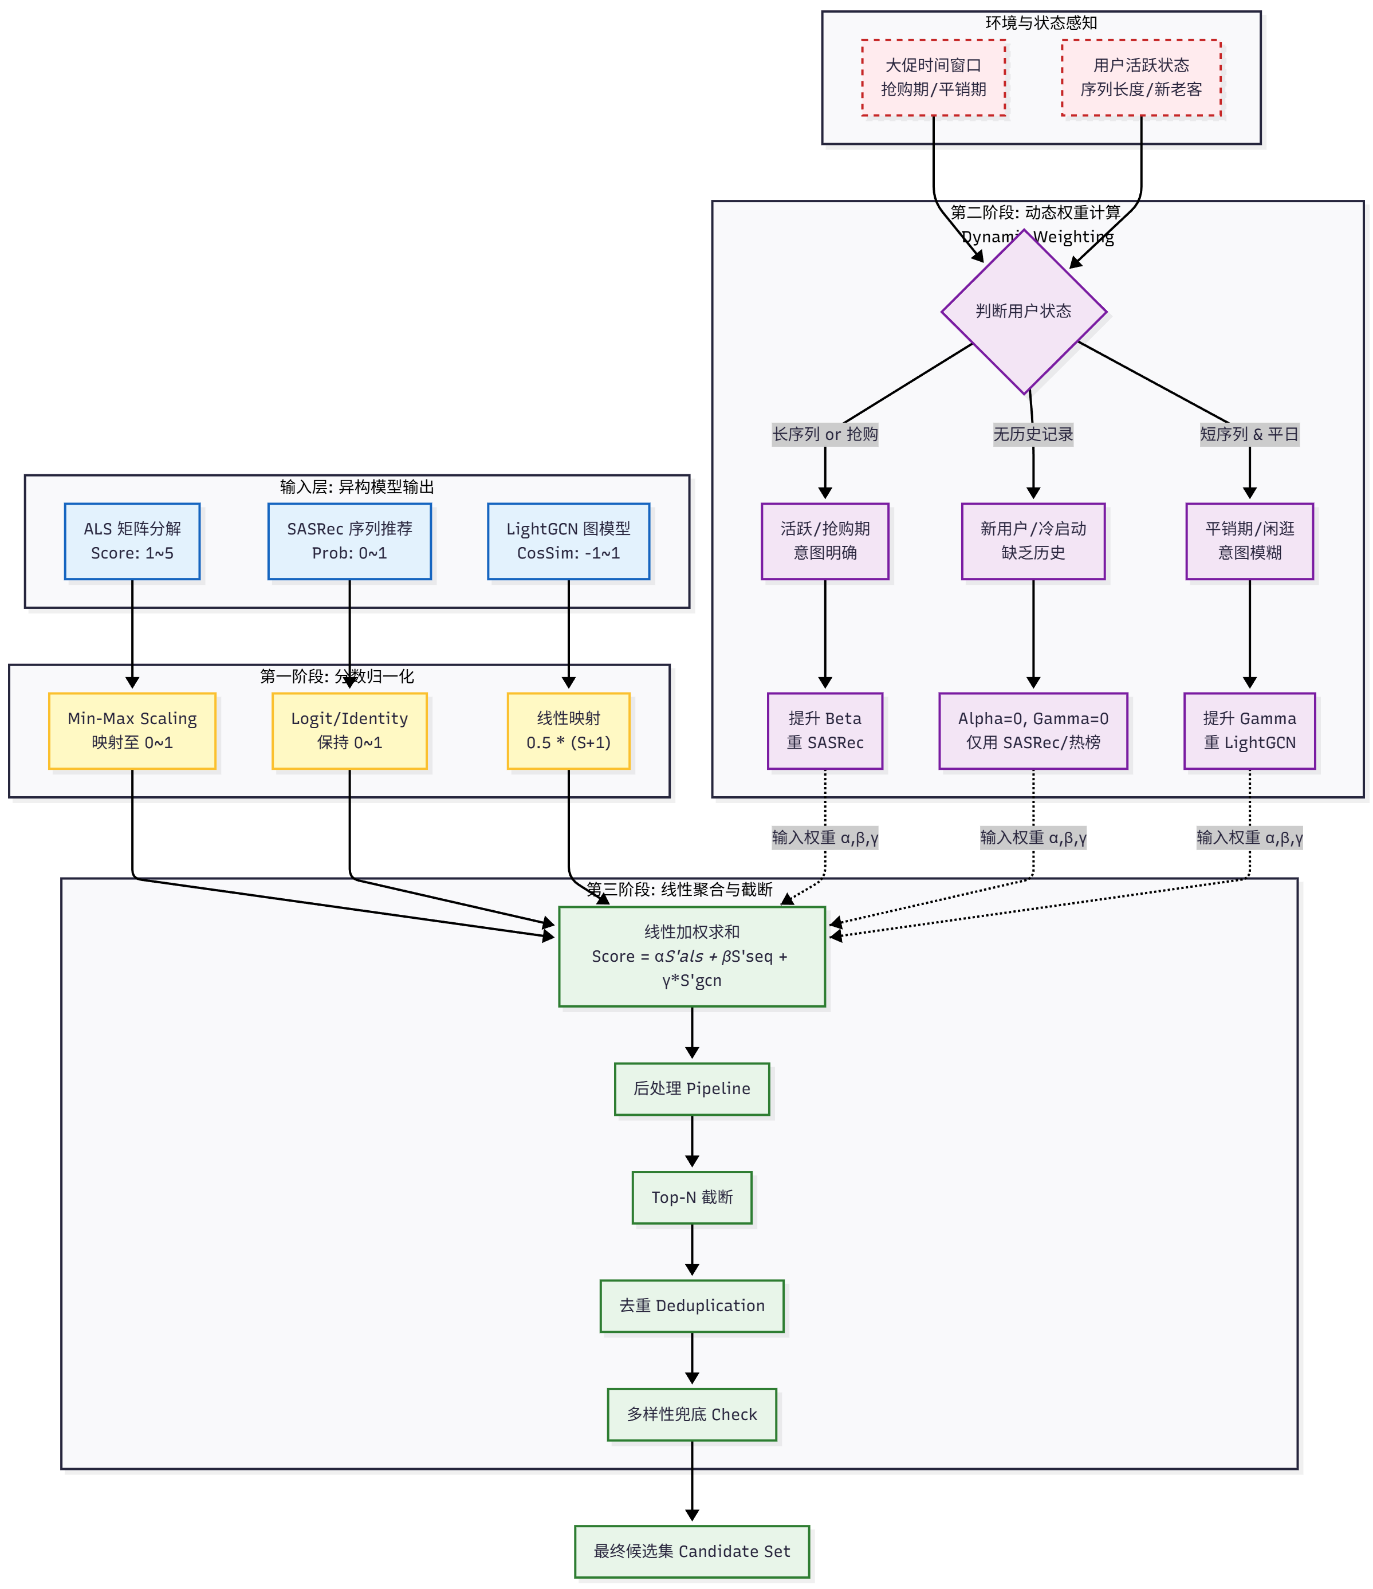 环境与状态感知
大促时间窗口
抢购期/平销期
用户活跃状态
序列长度/新老客
第二阶段: 动态权重计算
Dynamic Weighting
判断用户状态
长序列 or 抢购
无历史记录
短序列 & 平日
输入层: 异构模型输出
ALS 矩阵分解
Score: 1~5
SASRec 序列推荐
Prob: 0~1
LightGCN 图模型
CosSim: -1~1
活跃/抢购期
意图明确
新用户/冷启动
缺乏历史
平销期/闲逛
意图模糊
第一阶段: 分数归一化
Min-Max Scaling
映射至 0~1
Logit/Identity
保持 0~1
线性映射
0.5 * (S+1)
提升 Beta
重 SASRec
Alpha=0, Gamma=0
仅用 SASRec/热榜
提升 Gamma
重 LightGCN
输入权重 α,β,γ
输入权重 α,β,γ
输入权重 α,β,γ
第三阶段: 线性聚合与截断
线性加权求和
Score = αS'als + βS'seq +
γ*S'gcn
后处理 Pipeline
Top-N 截断
去重 Deduplication
多样性兜底 Check
最终候选集 Candidate Set